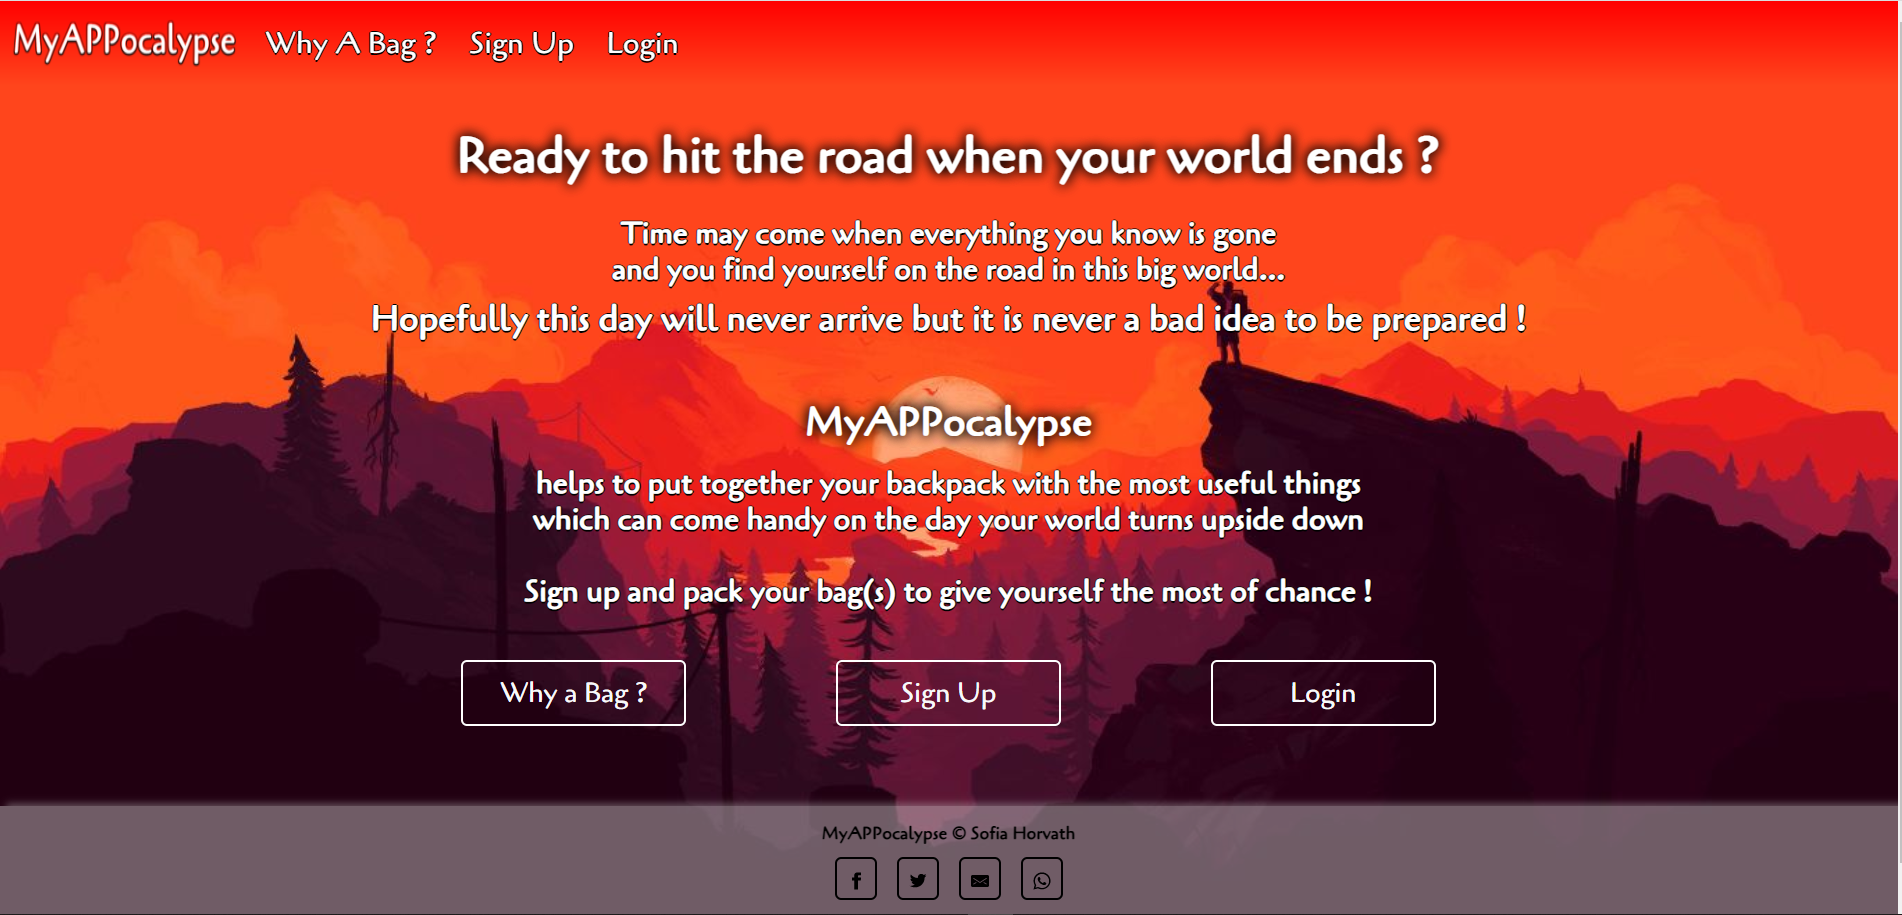 MyAPPocalypse Why A Bag ? Sign Up Login
Ready to hit the road when your world ends ?
Time may come when everything you know is gone
and you find yourself on the road in this big world...
Hopefully this day will never arrive but it is never a bad idea to be prepared !
MyAPPocalypse
helps to put together your backpack with the most useful things
which can come handy on the day your world turns upside down
Sign up and pack your bag(s) to give yourself the most of chance !
Why a Bag ? Sign Up Login
MyAPPocalypse © Sofia Horvath